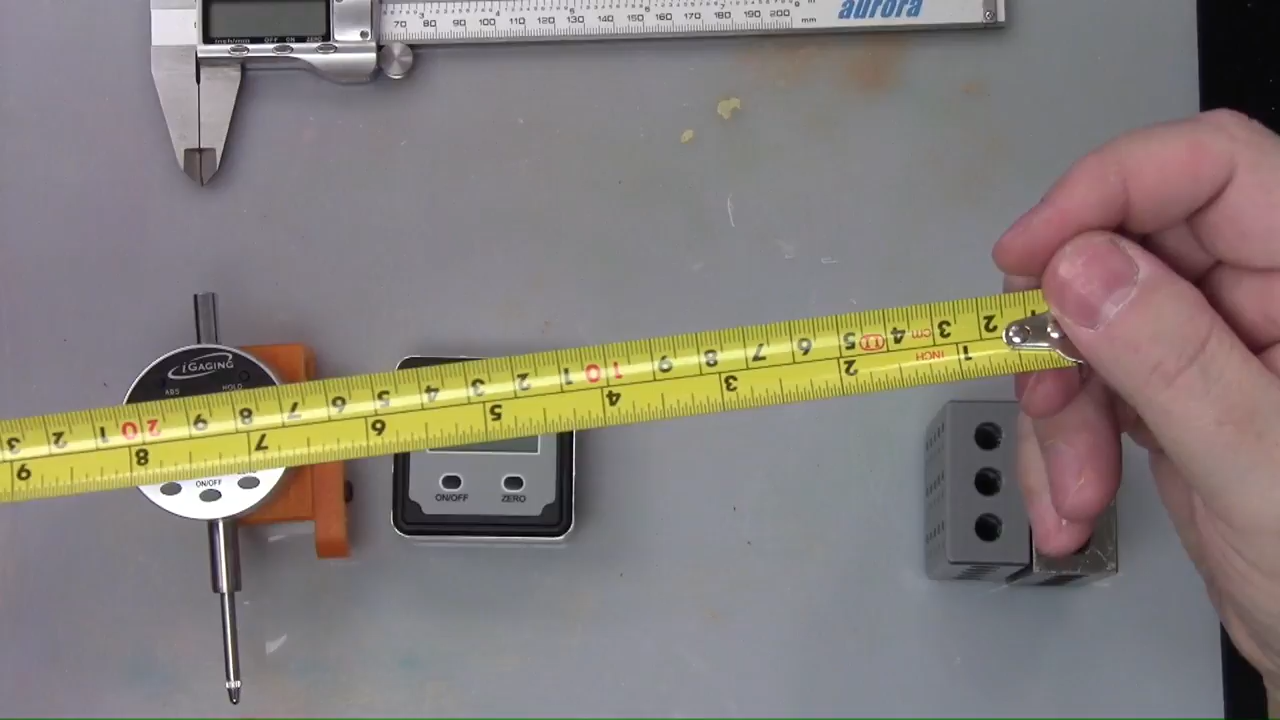 inch/mm OFF ON ZERO
70 80 90 100 110 120 130 140 150 160 170 180 190 200 mm
aurora
iGAGING
ABS HOLD
ON/OFF
3 2 1 20 9 8 7 6 5 4 3 2 1 10 9 8 7 6 5 4 cm 3 2 1
9 8 7 6 5 4 3 2 INCH 1
ON/OFF ZERO